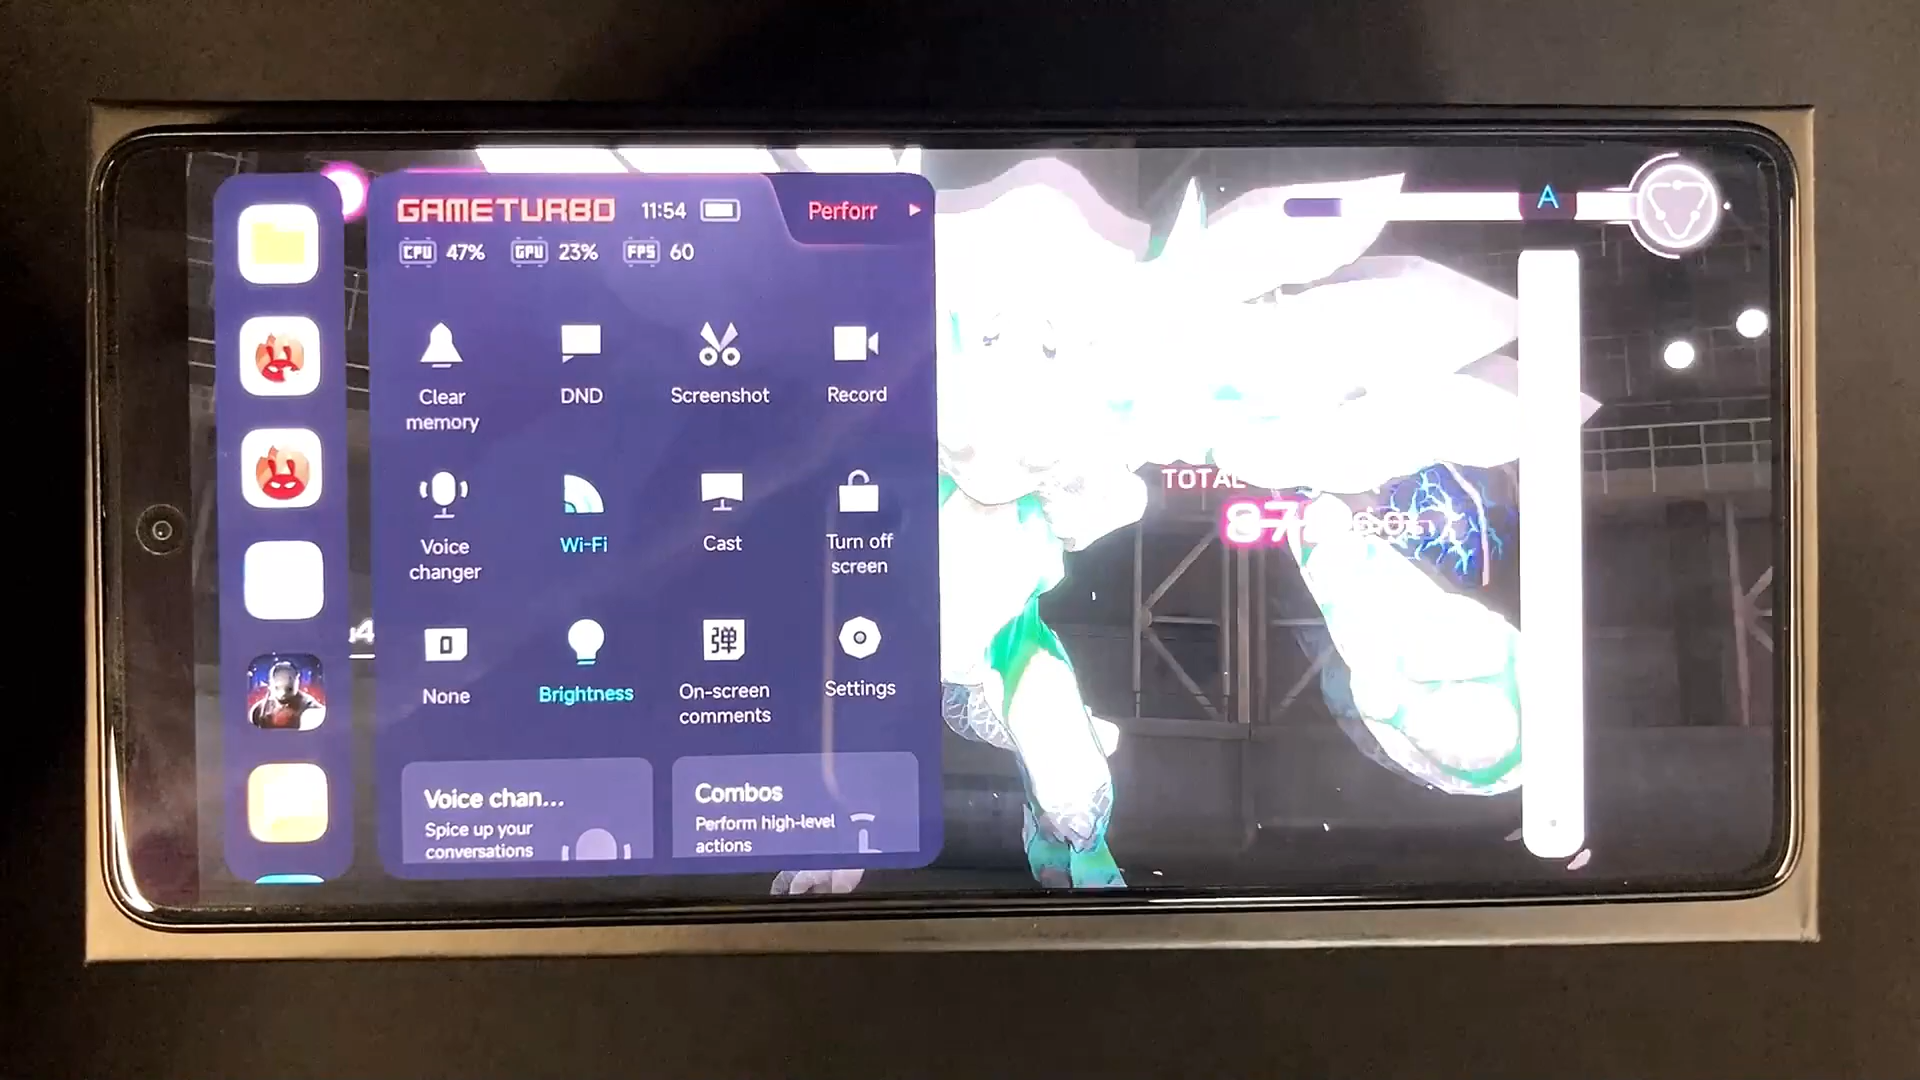 GAMETURBO 11:54 Perforr
CPU 47% GPU 23% FPS 60
Clear
memory
DND
Screenshot
Record
Voice
changer
Wi-Fi
Cast
Turn off
screen
None
Brightness
弹
On-screen
comments
Settings
Voice chan...
Spice up your
conversations
Combos
Perform high-level
actions
A
TOTAL